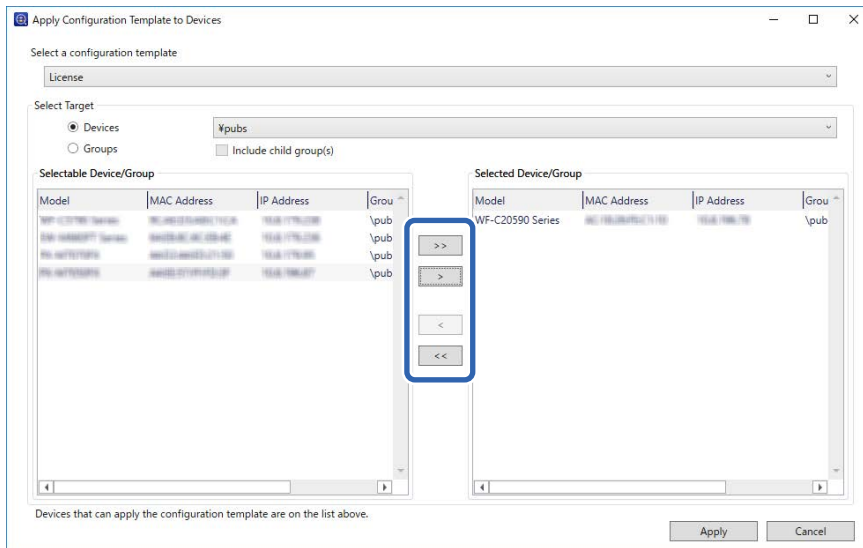 Apply Configuration Template to Devices
Select a configuration template
License
Select Target
Devices
¥pubs
Groups
Include child group(s)
Selectable Device/Group
Model MAC Address IP Address Grou
\pub
\pub
\pub
\pub
>>
>
<
<<
Selected Device/Group
Model MAC Address IP Address Grou
WF-C20590 Series \pub
Devices that can apply the configuration template are on the list above.
Apply Cancel